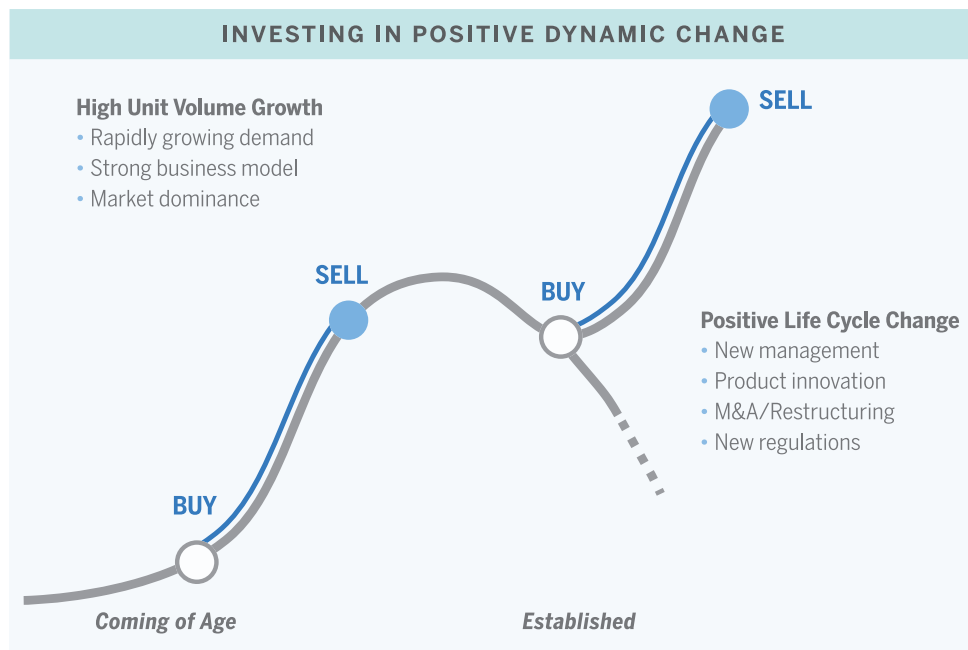 INVESTING IN POSITIVE DYNAMIC CHANGE
High Unit Volume Growth
• Rapidly growing demand
• Strong business model
• Market dominance
SELL
SELL
BUY
Positive Life Cycle Change
• New management
• Product innovation
• M&A/Restructuring
• New regulations
BUY
Coming of Age
Established